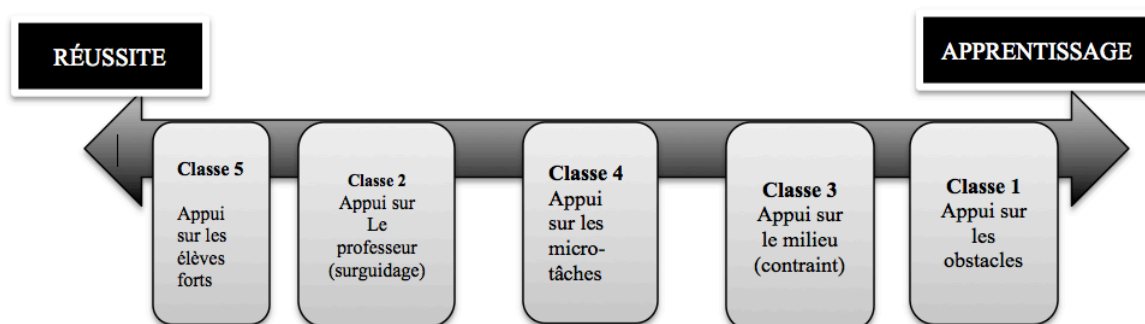 RÉUSSITE
APPRENTISSAGE
Classe 5
Appui
sur les
élèves
forts
Classe 2
Appui sur
Le
professeur
(surguidage)
Classe 4
Appui
sur les
micro-
tâches
Classe 3
Appui sur
le milieu
(contraint)
Classe 1
Appui sur
les
obstacles